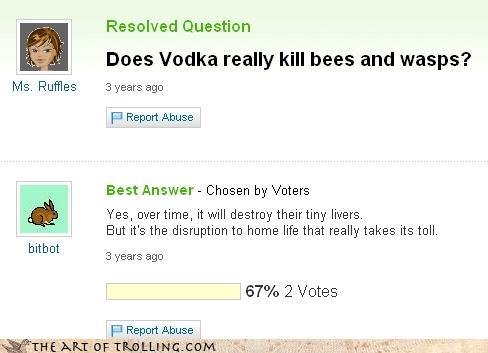 Resolved Question
Does Vodka really kill bees and wasps?
Ms. Ruffles
3 years ago
Report Abuse
Best Answer - Chosen by Voters
Yes, over time, it will destroy their tiny livers.
But it's the disruption to home life that really takes its toll.
bitbot
3 years ago
67% 2 Votes
Report Abuse
THE ART OF TROLLING.COM